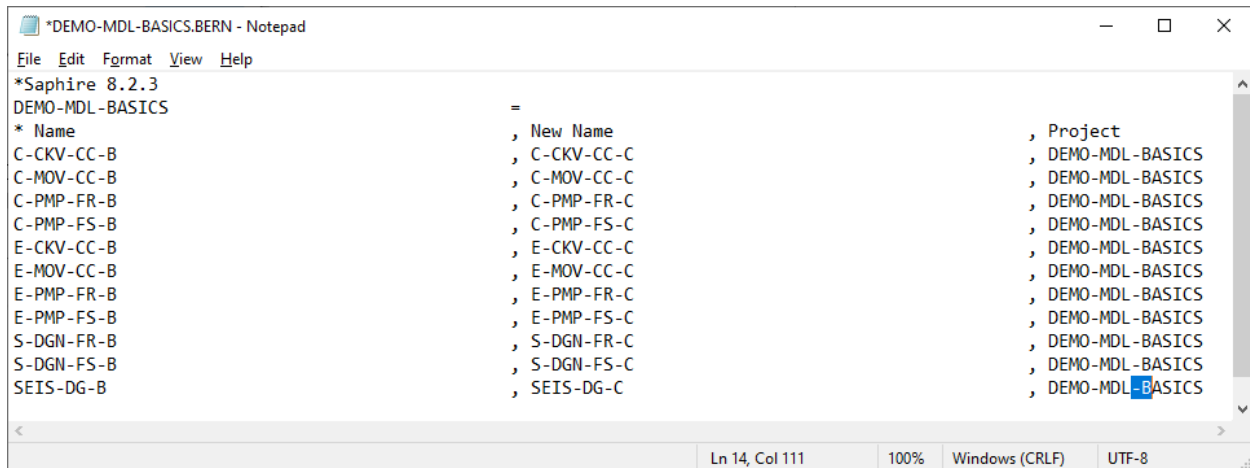 *DEMO-MDL-BASICS.BERN - Notepad
File Edit Format View Help
*Saphire 8.2.3
DEMO-MDL-BASICS =
* Name , New Name , Project
C-CKV-CC-B , C-CKV-CC-C , DEMO-MDL-BASICS
C-MOV-CC-B , C-MOV-CC-C , DEMO-MDL-BASICS
C-PMP-FR-B , C-PMP-FR-C , DEMO-MDL-BASICS
C-PMP-FS-B , C-PMP-FS-C , DEMO-MDL-BASICS
E-CKV-CC-B , E-CKV-CC-C , DEMO-MDL-BASICS
E-MOV-CC-B , E-MOV-CC-C , DEMO-MDL-BASICS
E-PMP-FR-B , E-PMP-FR-C , DEMO-MDL-BASICS
E-PMP-FS-B , E-PMP-FS-C , DEMO-MDL-BASICS
S-DGN-FR-B , S-DGN-FR-C , DEMO-MDL-BASICS
S-DGN-FS-B , S-DGN-FS-C , DEMO-MDL-BASICS
SEIS-DG-B , SEIS-DG-C , DEMO-MDL-BASICS
Ln 14, Col 111 100% Windows (CRLF) UTF-8